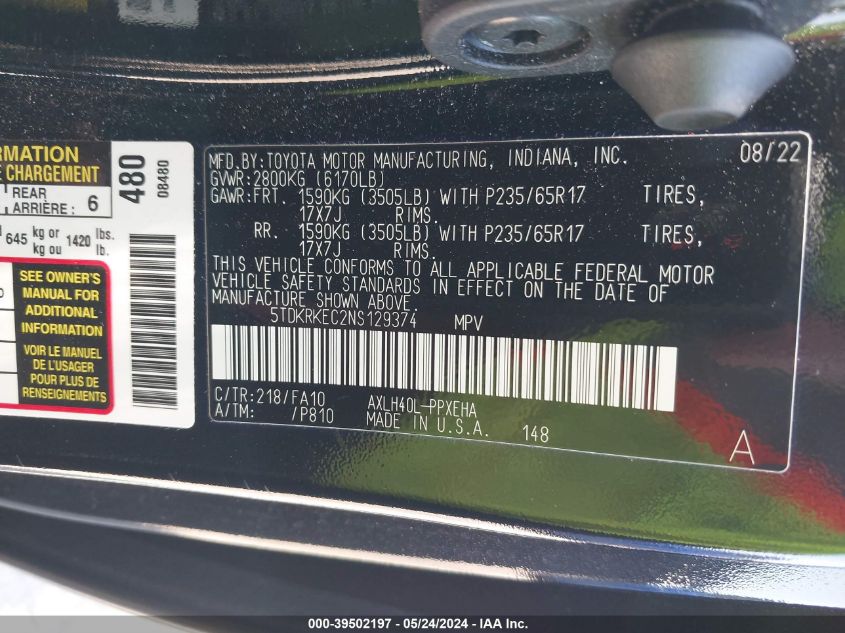 RMATION
E CHARGEMENT
REAR
ARRIÈRE : 6
645 kg or 1420 lbs.
kg ou lb.
480
08480
SEE OWNER'S
MANUAL FOR
ADDITIONAL
INFORMATION
VOIR LE MANUEL
DE L'USAGER
POUR PLUS DE
RENSEIGNEMENTS
MFD.BY:TOYOTA MOTOR MANUFACTURING, INDIANA, INC. 08/22
GVWR:2800KG (6170LB)
GAWR:FRT. 1590KG (3505LB) WITH P235/65R17 TIRES,
17X7J RIMS.
RR. 1590KG (3505LB) WITH P235/65R17 TIRES,
17X7J RIMS.
THIS VEHICLE CONFORMS TO ALL APPLICABLE FEDERAL MOTOR
VEHICLE SAFETY STANDARDS IN EFFECT ON THE DATE OF
MANUFACTURE SHOWN ABOVE.
5TDKRKEC2NS129374 MPV
C/TR:218/FA10 AXLH40L-PPXEHA
A/TM: /P810 MADE IN U.S.A. 148
A
000-39502197 - 05/24/2024 - IAA Inc.